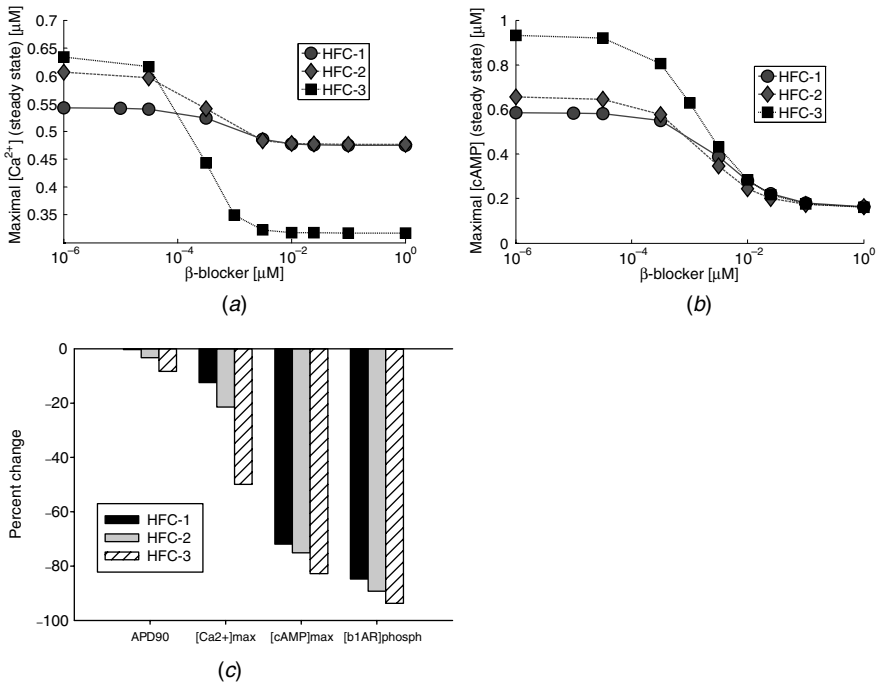 0.7
0.65
0.6
0.55
0.5
0.45
0.4
0.35
Maximal [Ca2+] (steady state) [μM]
HFC-1
HFC-2
HFC-3
10−6
10−4
10−2
100
β-blocker [μM]
(a)
1
0.8
0.6
0.4
0.2
0
Maximal [cAMP] (steady state) [μM]
HFC-1
HFC-2
HFC-3
10−6
10−4
10−2
100
β-blocker [μM]
(b)
0
−20
−40
−60
−80
−100
Percent change
HFC-1
HFC-2
HFC-3
APD90
[Ca2+]max
[cAMP]max
[b1AR]phosph
(c)